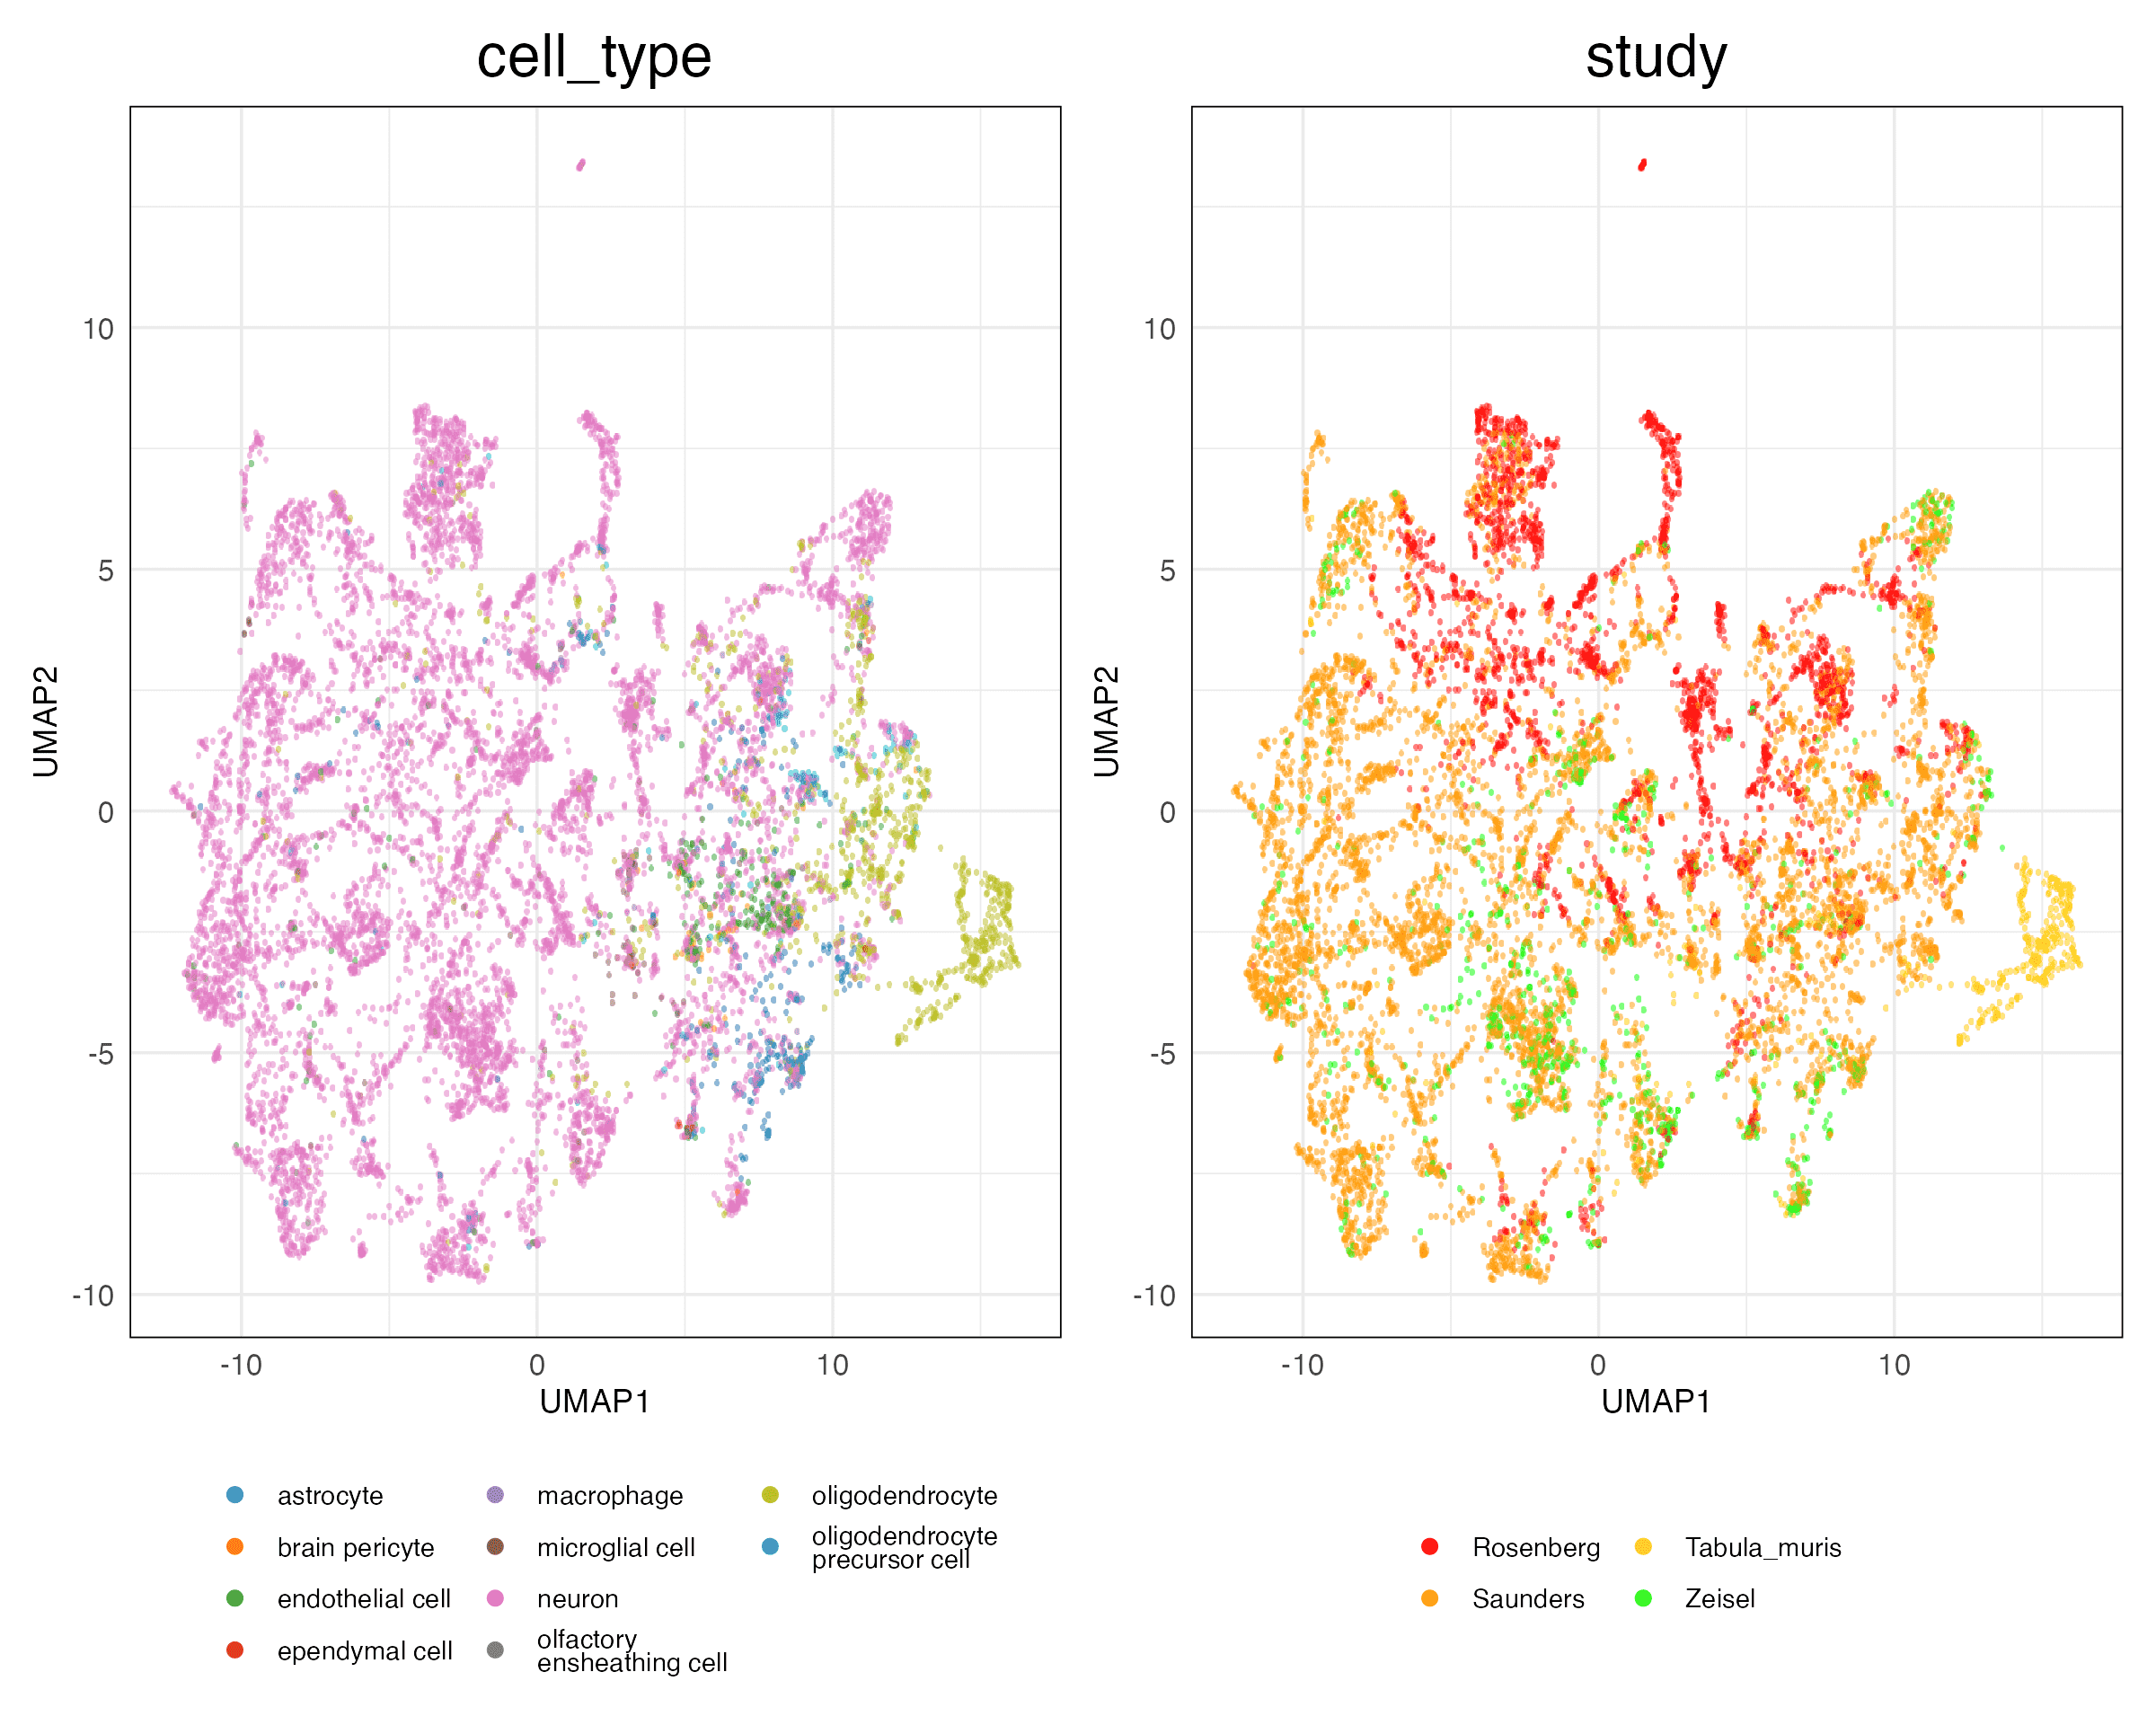 cell_type
study
UMAP2
10
5
0
-5
-10
-10
0
10
UMAP1
UMAP2
10
5
0
-5
-10
-10
0
10
UMAP1
astrocyte
brain pericyte
endothelial cell
ependymal cell
macrophage
microglial cell
neuron
olfactory
ensheathing cell
oligodendrocyte
oligodendrocyte
precursor cell
Rosenberg
Saunders
Tabula_muris
Zeisel